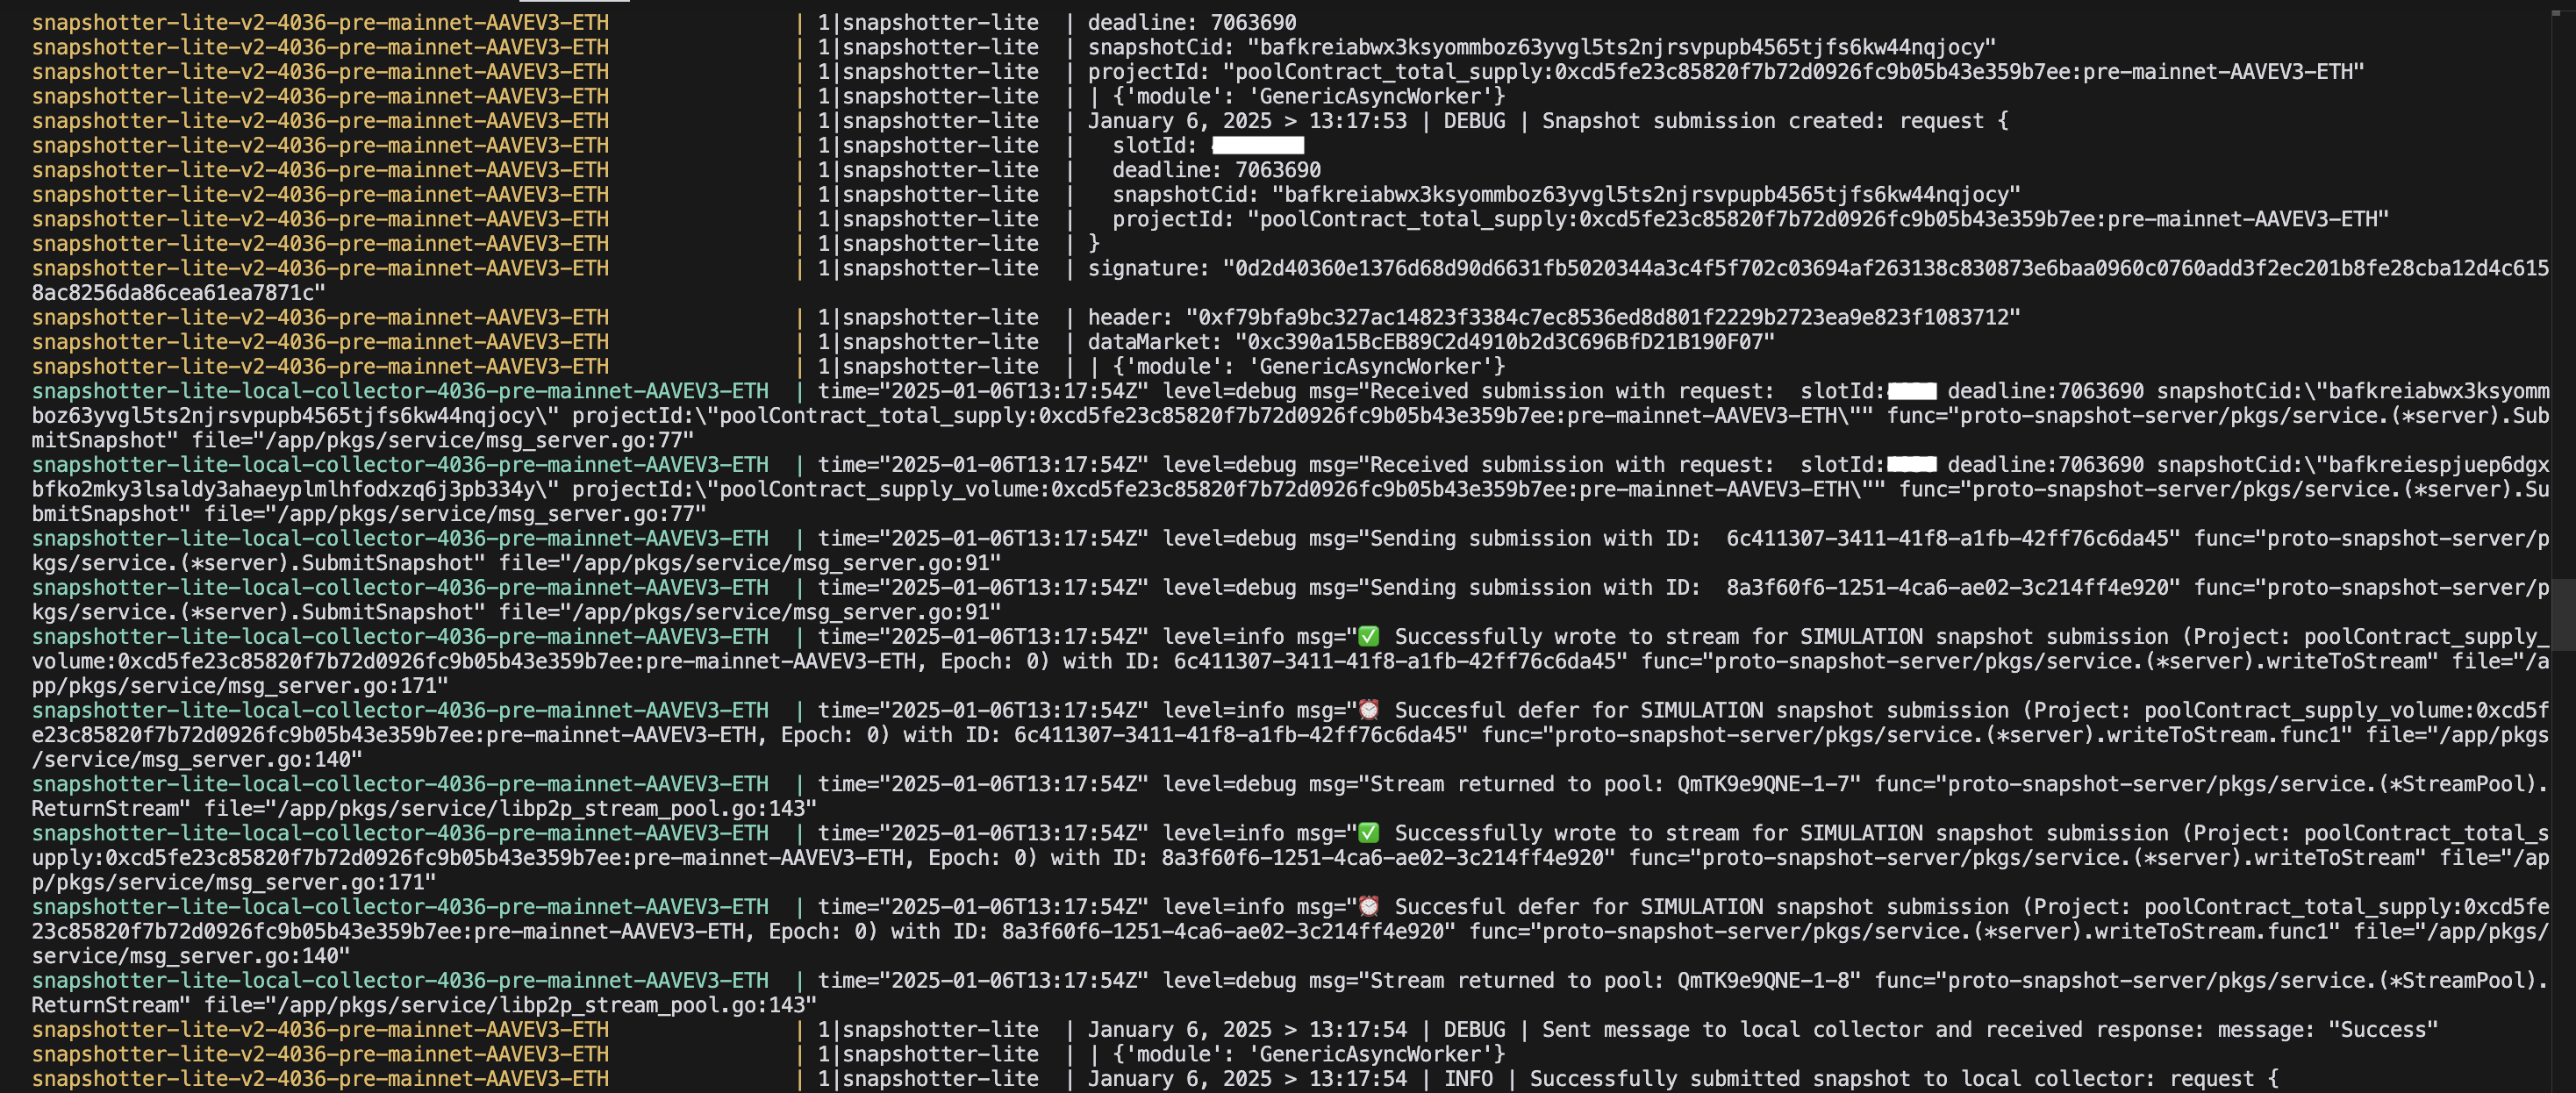 snapshotter-lite-v2-4036-pre-mainnet-AAVEV3-ETH | 1|snapshotter-lite | deadline: 7063690
snapshotter-lite-v2-4036-pre-mainnet-AAVEV3-ETH | 1|snapshotter-lite | snapshotCid: "bafkreiabwx3ksyommboz63yvgl5ts2njrsvpupb4565tjfs6kw44nqjocy"
snapshotter-lite-v2-4036-pre-mainnet-AAVEV3-ETH | 1|snapshotter-lite | projectId: "poolContract_total_supply:0xcd5fe23c85820f7b72d0926fc9b05b43e359b7ee:pre-mainnet-AAVEV3-ETH"
snapshotter-lite-v2-4036-pre-mainnet-AAVEV3-ETH | 1|snapshotter-lite | | {'module': 'GenericAsyncWorker'}
snapshotter-lite-v2-4036-pre-mainnet-AAVEV3-ETH | 1|snapshotter-lite | January 6, 2025 > 13:17:53 | DEBUG | Snapshot submission created: request {
snapshotter-lite-v2-4036-pre-mainnet-AAVEV3-ETH | 1|snapshotter-lite | slotId:
snapshotter-lite-v2-4036-pre-mainnet-AAVEV3-ETH | 1|snapshotter-lite | deadline: 7063690
snapshotter-lite-v2-4036-pre-mainnet-AAVEV3-ETH | 1|snapshotter-lite | snapshotCid: "bafkreiabwx3ksyommboz63yvgl5ts2njrsvpupb4565tjfs6kw44nqjocy"
snapshotter-lite-v2-4036-pre-mainnet-AAVEV3-ETH | 1|snapshotter-lite | projectId: "poolContract_total_supply:0xcd5fe23c85820f7b72d0926fc9b05b43e359b7ee:pre-mainnet-AAVEV3-ETH"
snapshotter-lite-v2-4036-pre-mainnet-AAVEV3-ETH | 1|snapshotter-lite | }
snapshotter-lite-v2-4036-pre-mainnet-AAVEV3-ETH | 1|snapshotter-lite | signature: "0d2d40360e1376d68d90d6631fb5020344a3c4f5f702c03694af263138c830873e6baa0960c0760add3f2ec201b8fe28cba12d4c615
8ac8256da86cea61ea7871c"
snapshotter-lite-v2-4036-pre-mainnet-AAVEV3-ETH | 1|snapshotter-lite | header: "0xf79bfa9bc327ac14823f3384c7ec8536ed8d801f2229b2723ea9e823f1083712"
snapshotter-lite-v2-4036-pre-mainnet-AAVEV3-ETH | 1|snapshotter-lite | dataMarket: "0xc390a15BcEB89C2d4910b2d3C696BfD21B190F07"
snapshotter-lite-v2-4036-pre-mainnet-AAVEV3-ETH | 1|snapshotter-lite | | {'module': 'GenericAsyncWorker'}
snapshotter-lite-local-collector-4036-pre-mainnet-AAVEV3-ETH | time="2025-01-06T13:17:54Z" level=debug msg="Received submission with request: slotId: deadline:7063690 snapshotCid:\"bafkreiabwx3ksyomm
boz63yvgl5ts2njrsvpupb4565tjfs6kw44nqjocy\" projectId:\"poolContract_total_supply:0xcd5fe23c85820f7b72d0926fc9b05b43e359b7ee:pre-mainnet-AAVEV3-ETH\"" func="proto-snapshot-server/pkgs/service.(*server).Sub
mitSnapshot" file="/app/pkgs/service/msg_server.go:77"
snapshotter-lite-local-collector-4036-pre-mainnet-AAVEV3-ETH | time="2025-01-06T13:17:54Z" level=debug msg="Received submission with request: slotId: deadline:7063690 snapshotCid:\"bafkreiespjuep6dgx
bfko2mky3lsaldy3ahaeyplmlhfodxzq6j3pb334y\" projectId:\"poolContract_supply_volume:0xcd5fe23c85820f7b72d0926fc9b05b43e359b7ee:pre-mainnet-AAVEV3-ETH\"" func="proto-snapshot-server/pkgs/service.(*server).Su
bmitSnapshot" file="/app/pkgs/service/msg_server.go:77"
snapshotter-lite-local-collector-4036-pre-mainnet-AAVEV3-ETH | time="2025-01-06T13:17:54Z" level=debug msg="Sending submission with ID: 6c411307-3411-41f8-a1fb-42ff76c6da45" func="proto-snapshot-server/p
kgs/service.(*server).SubmitSnapshot" file="/app/pkgs/service/msg_server.go:91"
snapshotter-lite-local-collector-4036-pre-mainnet-AAVEV3-ETH | time="2025-01-06T13:17:54Z" level=debug msg="Sending submission with ID: 8a3f60f6-1251-4ca6-ae02-3c214ff4e920" func="proto-snapshot-server/p
kgs/service.(*server).SubmitSnapshot" file="/app/pkgs/service/msg_server.go:91"
snapshotter-lite-local-collector-4036-pre-mainnet-AAVEV3-ETH | time="2025-01-06T13:17:54Z" level=info msg="✅ Successfully wrote to stream for SIMULATION snapshot submission (Project: poolContract_supply_
volume:0xcd5fe23c85820f7b72d0926fc9b05b43e359b7ee:pre-mainnet-AAVEV3-ETH, Epoch: 0) with ID: 6c411307-3411-41f8-a1fb-42ff76c6da45" func="proto-snapshot-server/pkgs/service.(*server).writeToStream" file="/a
pp/pkgs/service/msg_server.go:171"
snapshotter-lite-local-collector-4036-pre-mainnet-AAVEV3-ETH | time="2025-01-06T13:17:54Z" level=info msg="⏰ Succesful defer for SIMULATION snapshot submission (Project: poolContract_supply_volume:0xcd5f
e23c85820f7b72d0926fc9b05b43e359b7ee:pre-mainnet-AAVEV3-ETH, Epoch: 0) with ID: 6c411307-3411-41f8-a1fb-42ff76c6da45" func="proto-snapshot-server/pkgs/service.(*server).writeToStream.func1" file="/app/pkgs
/service/msg_server.go:140"
snapshotter-lite-local-collector-4036-pre-mainnet-AAVEV3-ETH | time="2025-01-06T13:17:54Z" level=debug msg="Stream returned to pool: QmTK9e9QNE-1-7" func="proto-snapshot-server/pkgs/service.(*StreamPool).
ReturnStream" file="/app/pkgs/service/libp2p_stream_pool.go:143"
snapshotter-lite-local-collector-4036-pre-mainnet-AAVEV3-ETH | time="2025-01-06T13:17:54Z" level=info msg="✅ Successfully wrote to stream for SIMULATION snapshot submission (Project: poolContract_total_s
upply:0xcd5fe23c85820f7b72d0926fc9b05b43e359b7ee:pre-mainnet-AAVEV3-ETH, Epoch: 0) with ID: 8a3f60f6-1251-4ca6-ae02-3c214ff4e920" func="proto-snapshot-server/pkgs/service.(*server).writeToStream" file="/ap
p/pkgs/service/msg_server.go:171"
snapshotter-lite-local-collector-4036-pre-mainnet-AAVEV3-ETH | time="2025-01-06T13:17:54Z" level=info msg="⏰ Succesful defer for SIMULATION snapshot submission (Project: poolContract_total_supply:0xcd5fe
23c85820f7b72d0926fc9b05b43e359b7ee:pre-mainnet-AAVEV3-ETH, Epoch: 0) with ID: 8a3f60f6-1251-4ca6-ae02-3c214ff4e920" func="proto-snapshot-server/pkgs/service.(*server).writeToStream.func1" file="/app/pkgs/
service/msg_server.go:140"
snapshotter-lite-local-collector-4036-pre-mainnet-AAVEV3-ETH | time="2025-01-06T13:17:54Z" level=debug msg="Stream returned to pool: QmTK9e9QNE-1-8" func="proto-snapshot-server/pkgs/service.(*StreamPool).
ReturnStream" file="/app/pkgs/service/libp2p_stream_pool.go:143"
snapshotter-lite-v2-4036-pre-mainnet-AAVEV3-ETH | 1|snapshotter-lite | January 6, 2025 > 13:17:54 | DEBUG | Sent message to local collector and received response: message: "Success"
snapshotter-lite-v2-4036-pre-mainnet-AAVEV3-ETH | 1|snapshotter-lite | | {'module': 'GenericAsyncWorker'}
snapshotter-lite-v2-4036-pre-mainnet-AAVEV3-ETH | 1|snapshotter-lite | January 6, 2025 > 13:17:54 | INFO | Successfully submitted snapshot to local collector: request {